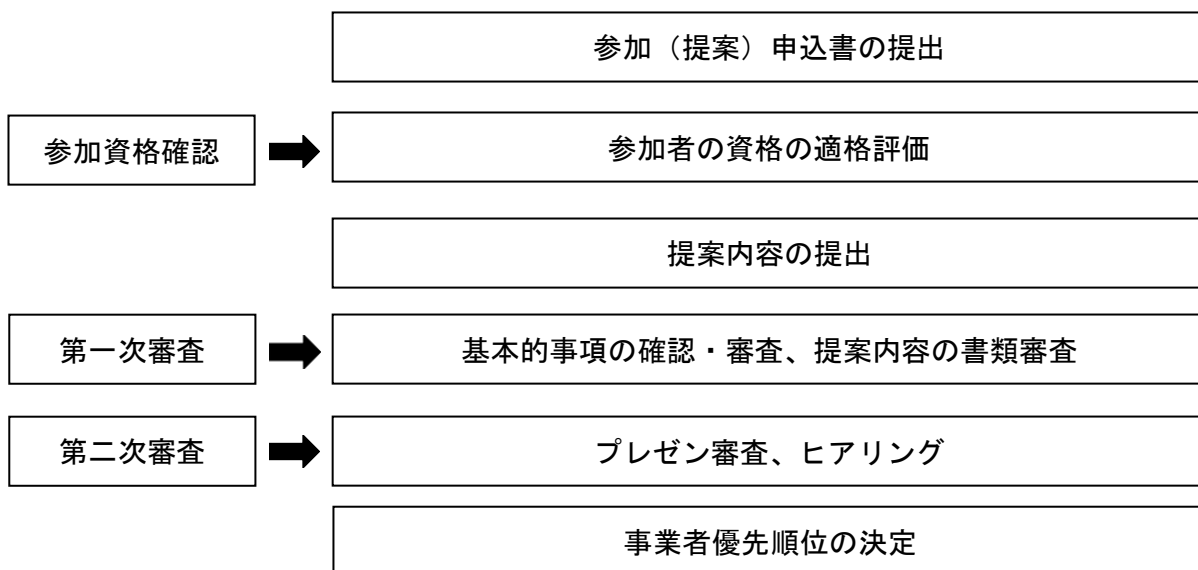 参加（提案）申込書の提出
参加資格確認
参加者の資格の適格評価
提案内容の提出
第一次審査
基本的事項の確認・審査、提案内容の書類審査
第二次審査
プレゼン審査、ヒアリング
事業者優先順位の決定